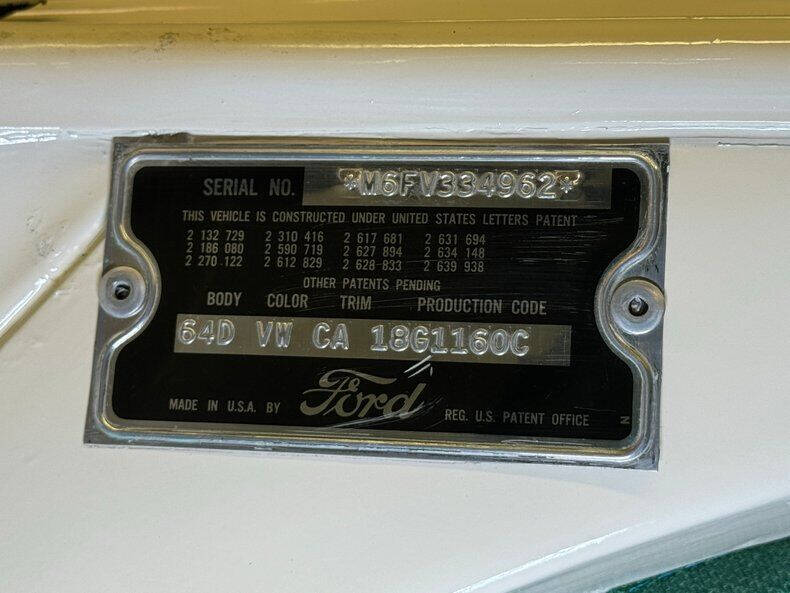 SERIAL NO. *M6FV334962*
THIS VEHICLE IS CONSTRUCTED UNDER UNITED STATES LETTERS PATENT
2 132 729 2 310 416 2 617 681 2 631 694
2 186 080 2 590 719 2 627 894 2 634 148
2 270 122 2 612 829 2 628 833 2 639 938
OTHER PATENTS PENDING
BODY COLOR TRIM PRODUCTION CODE
64D VW CA 18G1160C
MADE IN U.S.A. BY Ford REG. U.S. PATENT OFFICE N